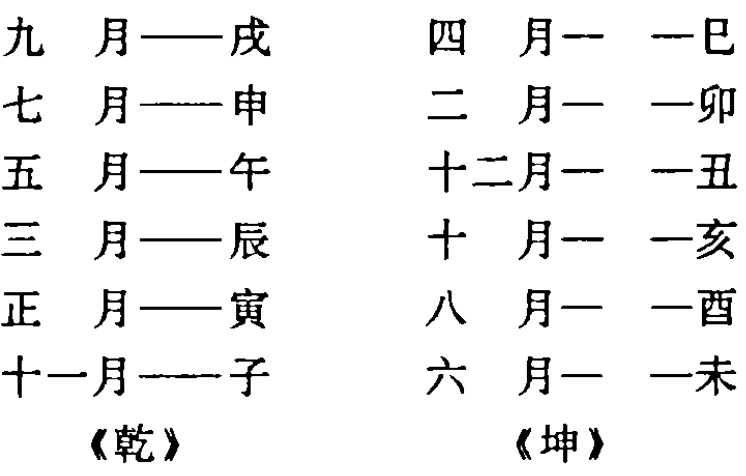 九　月——戌　四　月— —巳
七　月——申　二　月— —卯
五　月——午　十二月— —丑
三　月——辰　十　月— —亥
正　月——寅　八　月— —酉
十一月——子　六　月— —未
《乾》　《坤》